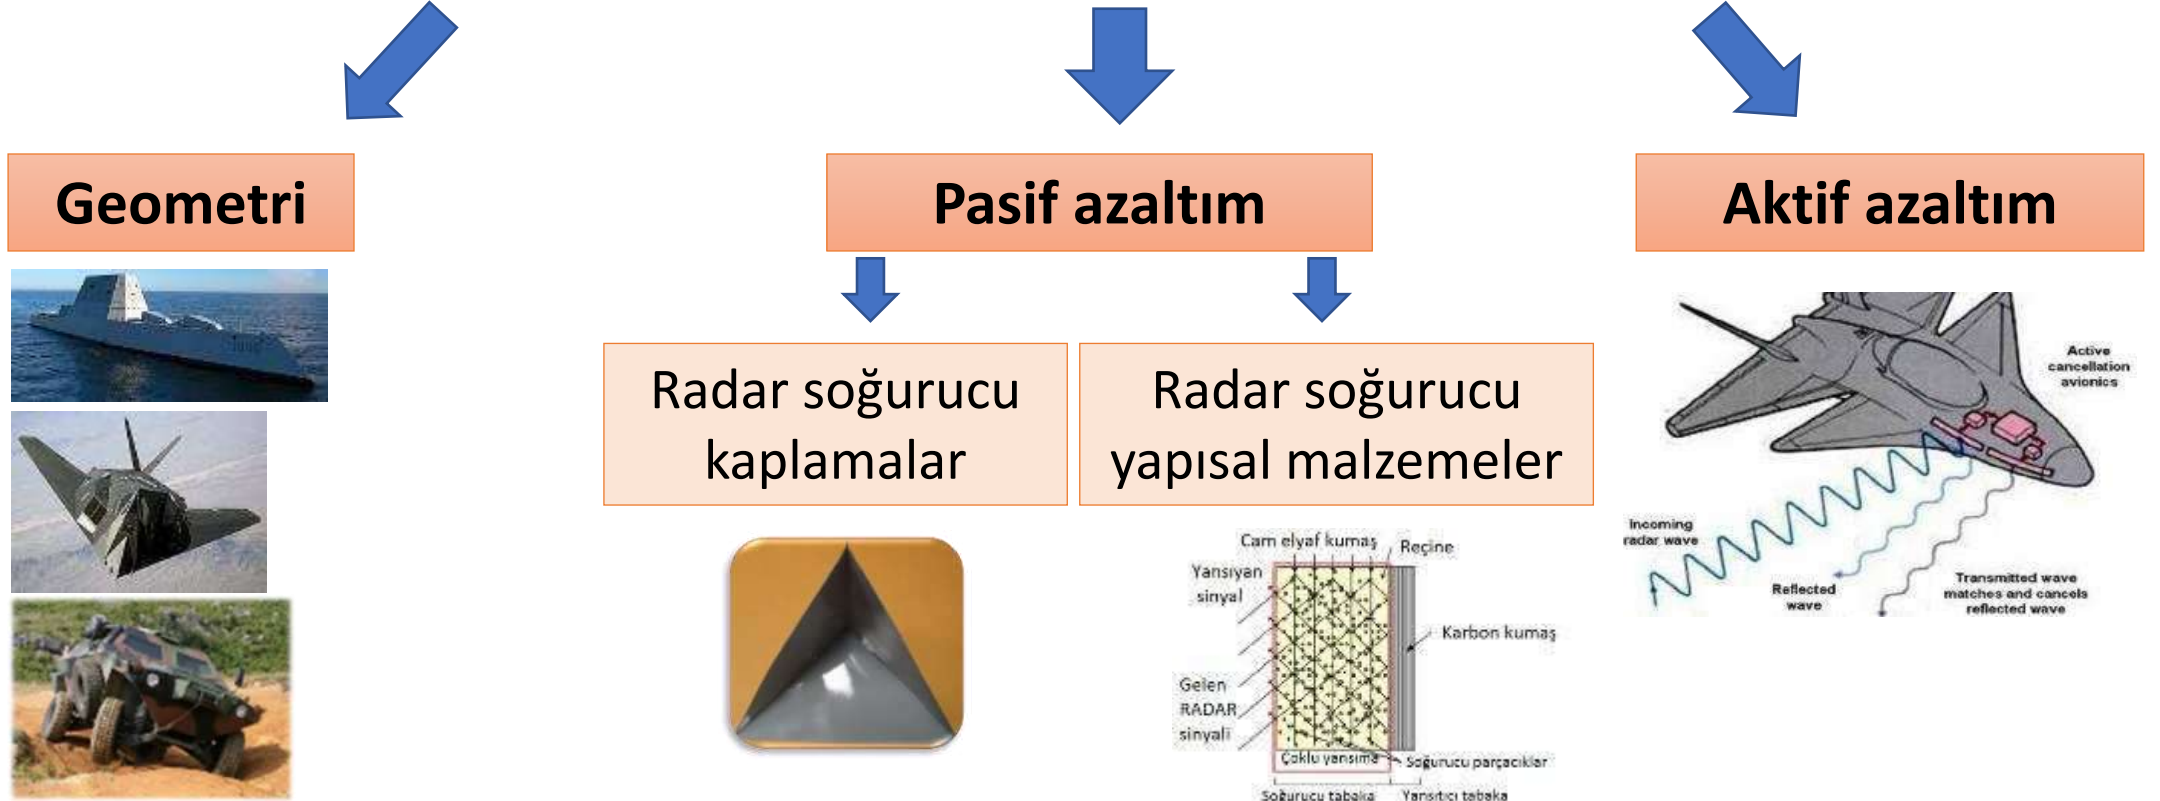 Geometri
Pasif azaltım
Aktif azaltım
Radar soğurucu
kaplamalar
Radar soğurucu
yapısal malzemeler
Cam elyaf kumaş
Reçine
Yansıyan
sinyal
Karbon kumaş
Gelen
RADAR
sinyali
Çoklu yansıma
Soğurucu parçacıklar
Soğurucu tabaka
Yansıtıcı tabaka
Active
cancellation
avionics
Incoming
radar wave
Reflected
wave
Transmitted wave
matches and cancels
reflected wave